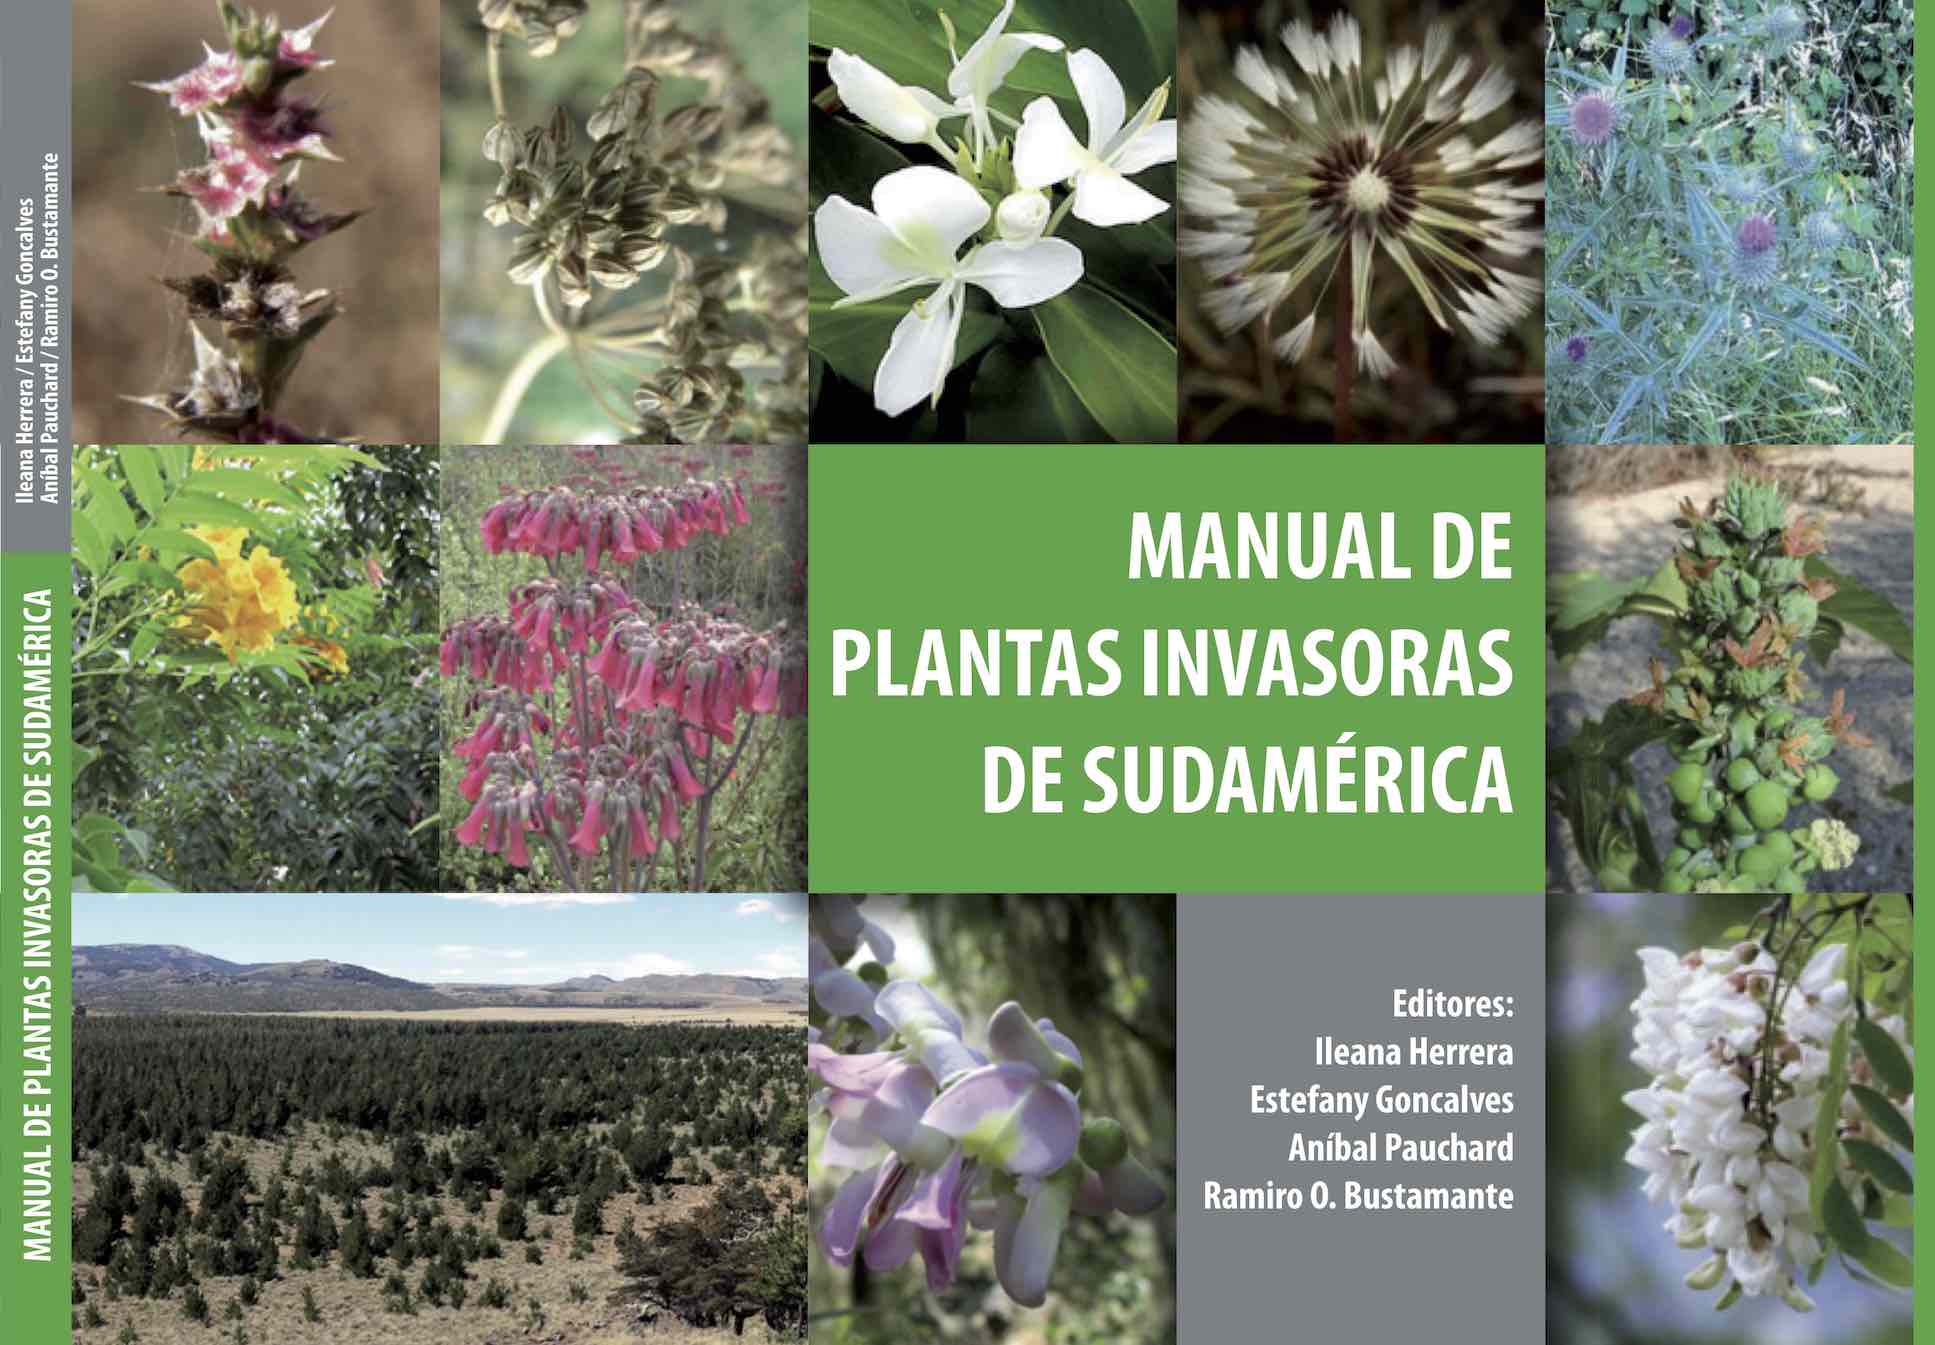 Ileana Herrera / Estefany Goncalves
Aníbal Pauchard / Ramiro O. Bustamante
MANUAL DE PLANTAS INVASORAS DE SUDAMÉRICA
MANUAL DE
PLANTAS INVASORAS
DE SUDAMÉRICA
Editores:
Ileana Herrera
Estefany Goncalves
Aníbal Pauchard
Ramiro O. Bustamante